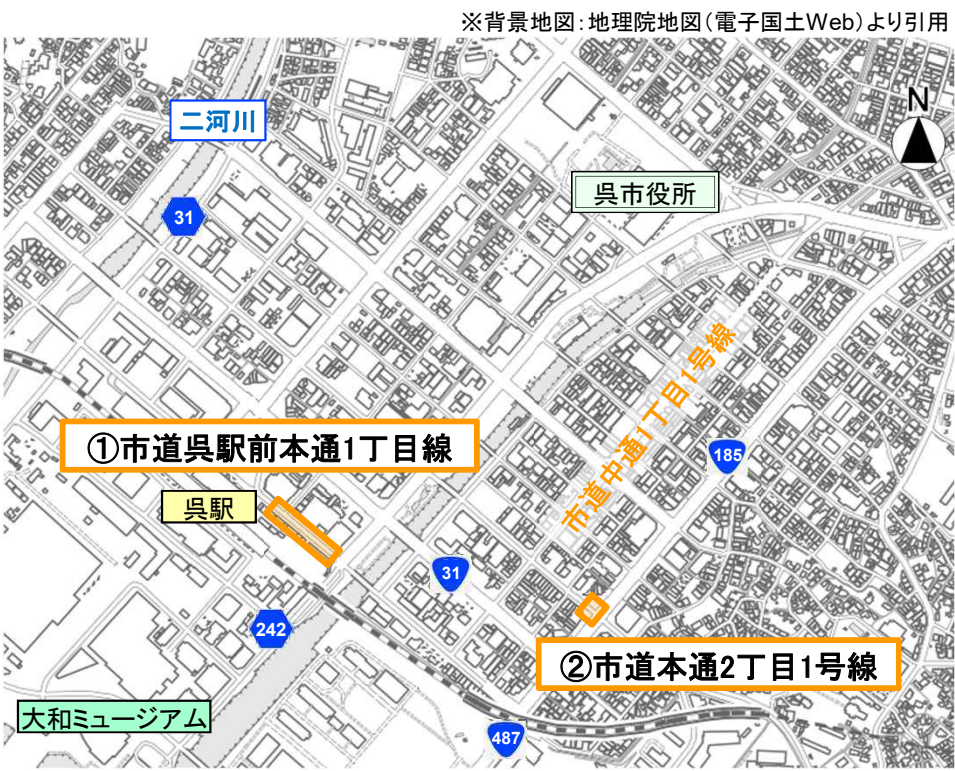 ※背景地図：地理院地図（電子国土Web）より引用
二河川
N
31
呉市役所
市道中通1丁目1号線
①市道呉駅前本通1丁目線
185
呉駅
31
242
②市道本通2丁目1号線
大和ミュージアム
487